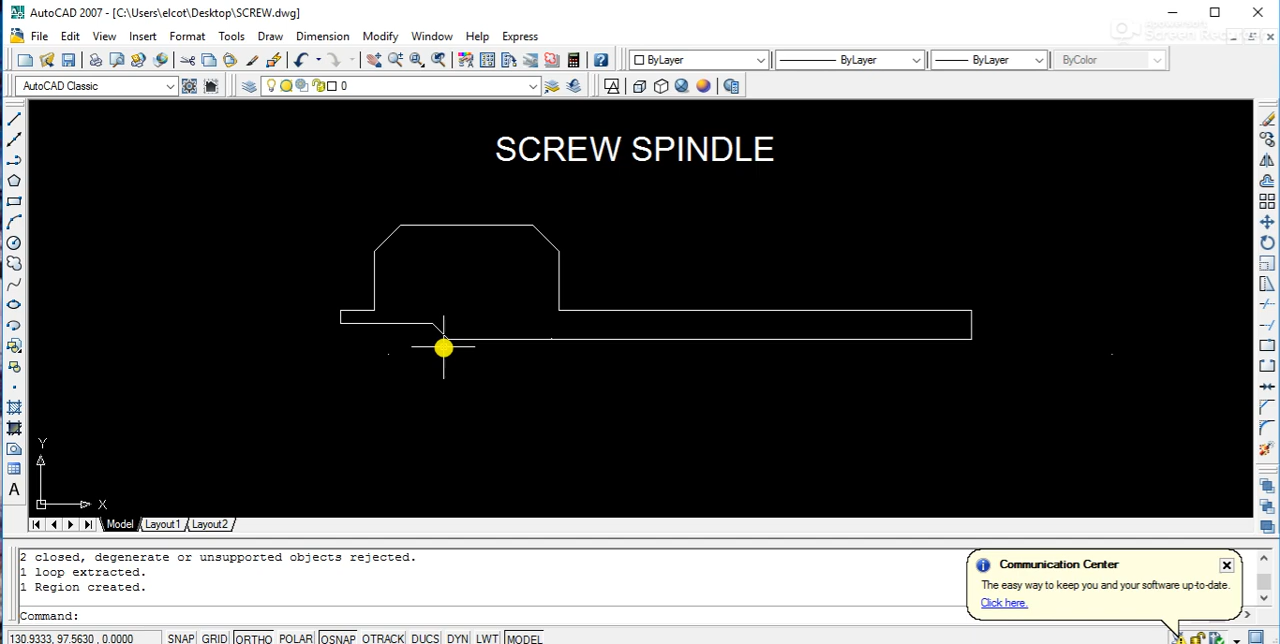 AutoCAD 2007 - [C:\Users\elcot\Desktop\SCREW.dwg]
File Edit View Insert Format Tools Draw Dimension Modify Window Help Express
ByLayer ByLayer ByLayer ByColor
AutoCAD Classic 0
SCREW SPINDLE
Y
X
A
Model Layout1 Layout2
2 closed, degenerate or unsupported objects rejected.
1 loop extracted.
1 Region created.
Command:
Communication Center
The easy way to keep you and your software up-to-date.
Click here.
130.9333, 97.5630, 0.0000 SNAP GRID ORTHO POLAR OSNAP OTRACK DUCS DYN LWT MODEL